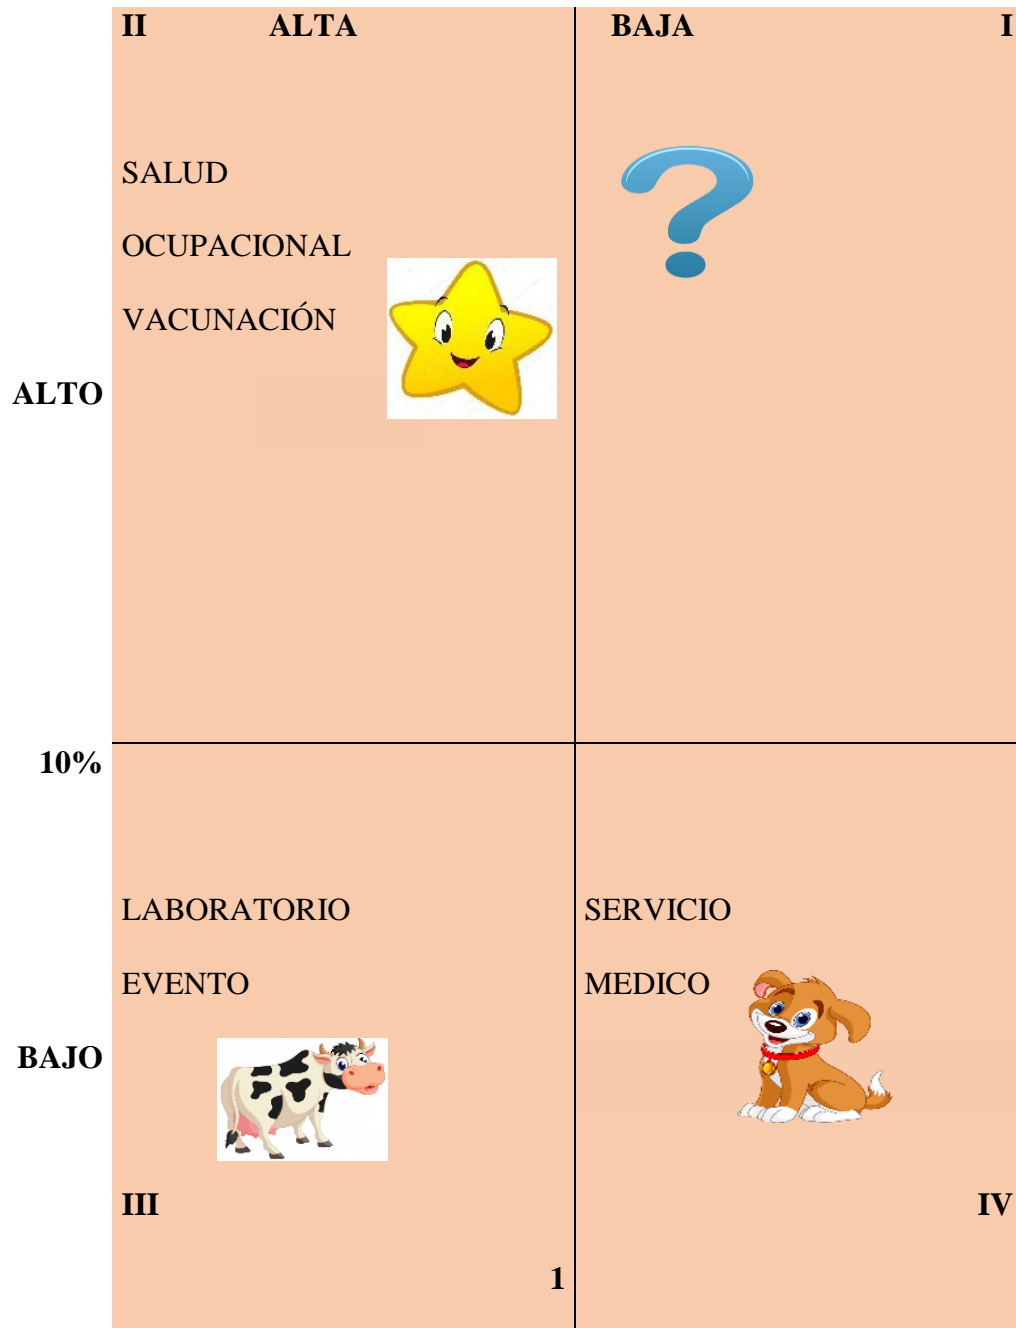 II ALTA BAJA I
SALUD
OCUPACIONAL
VACUNACIÓN
ALTO
10%
LABORATORIO SERVICIO
EVENTO MEDICO
BAJO
III IV
1